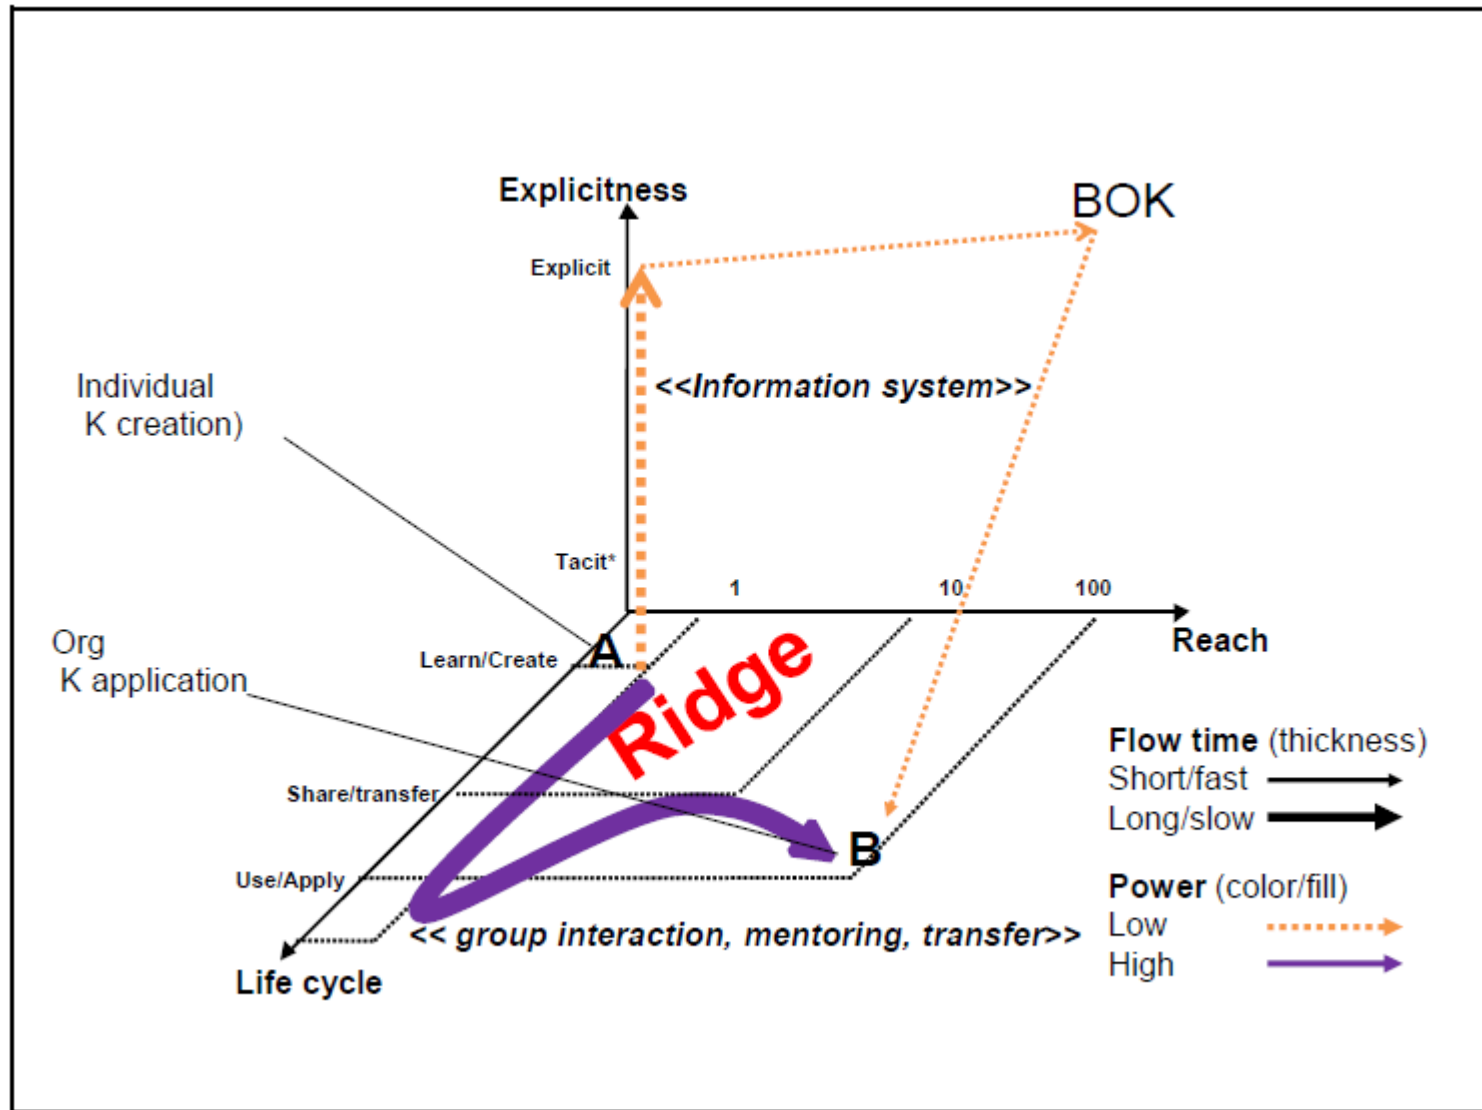 Explicitness
BOK
Explicit
Individual
K creation)
<<Information system>>
Tacit*
1
10
100
Reach
Org
K application
Learn/Create
A
Ridge
Share/transfer
Use/Apply
B
<< group interaction, mentoring, transfer>>
Life cycle
Flow time (thickness)
Short/fast
Long/slow
Power (color/fill)
Low
High